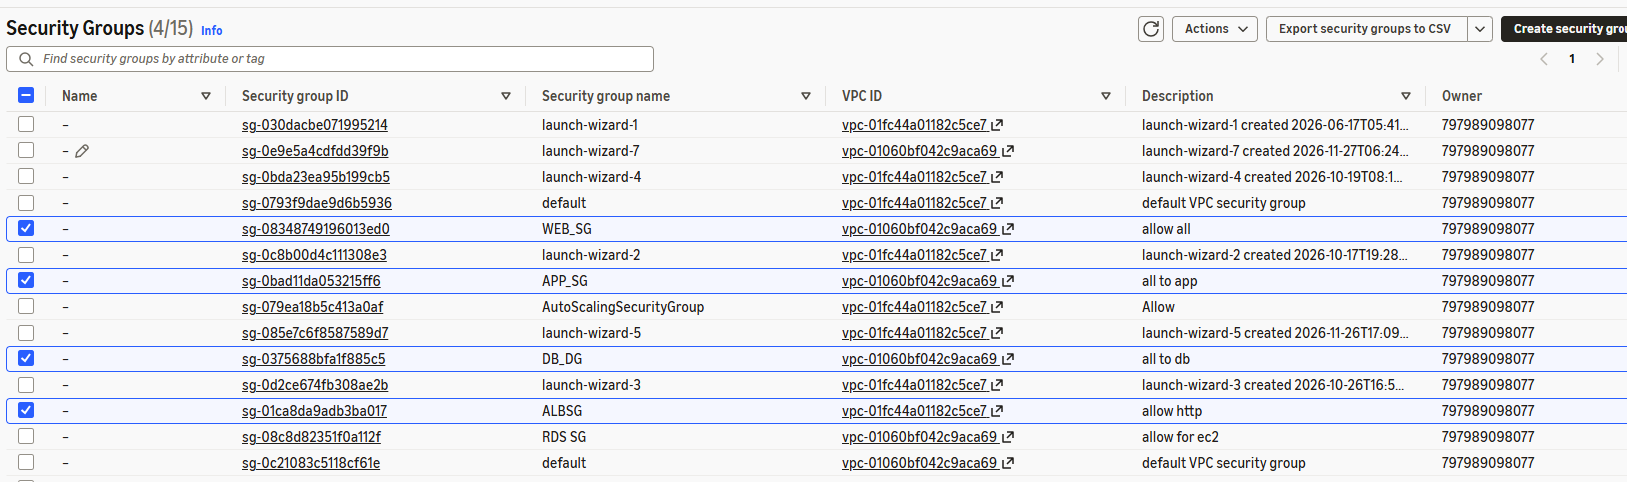 Security Groups (4/15) Info
Actions Export security groups to CSV Create security grou
Find security groups by attribute or tag
1
Name Security group ID Security group name VPC ID Description Owner
– sg-030dacbe071995214 launch-wizard-1 vpc-01fc44a01182c5ce7 launch-wizard-1 created 2026-06-17T05:41... 797989098077
– sg-0e9e5a4cdfdd39f9b launch-wizard-7 vpc-01060bf042c9aca69 launch-wizard-7 created 2026-11-27T06:24... 797989098077
– sg-0bda23ea95b199cb5 launch-wizard-4 vpc-01fc44a01182c5ce7 launch-wizard-4 created 2026-10-19T08:1... 797989098077
– sg-0793f9dae9d6b5936 default vpc-01fc44a01182c5ce7 default VPC security group 797989098077
– sg-08348749196013ed0 WEB_SG vpc-01060bf042c9aca69 allow all 797989098077
– sg-0c8b00d4c111308e3 launch-wizard-2 vpc-01fc44a01182c5ce7 launch-wizard-2 created 2026-10-17T19:28... 797989098077
– sg-0bad11da053215ff6 APP_SG vpc-01060bf042c9aca69 all to app 797989098077
– sg-079ea18b5c413a0af AutoScalingSecurityGroup vpc-01fc44a01182c5ce7 Allow 797989098077
– sg-085e7c6f8587589d7 launch-wizard-5 vpc-01fc44a01182c5ce7 launch-wizard-5 created 2026-11-26T17:09... 797989098077
– sg-0375688bfa1f885c5 DB_DG vpc-01060bf042c9aca69 all to db 797989098077
– sg-0d2ce674fb308ae2b launch-wizard-3 vpc-01fc44a01182c5ce7 launch-wizard-3 created 2026-10-26T16:5... 797989098077
– sg-01ca8da9adb3ba017 ALBSG vpc-01fc44a01182c5ce7 allow http 797989098077
– sg-08c8d82351f0a112f RDS SG vpc-01060bf042c9aca69 allow for ec2 797989098077
– sg-0c21083c5118cf61e default vpc-01060bf042c9aca69 default VPC security group 797989098077